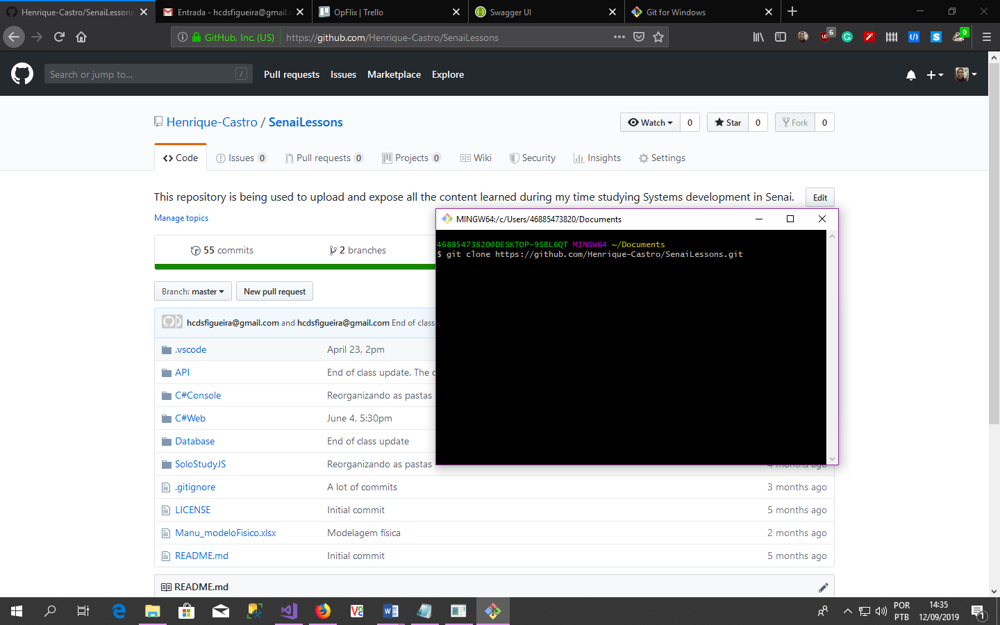 Henrique-Castro/SenaiLessons
Entrada - hcdsfigueira@gmail.c
OpFlix | Trello
Swagger UI
Git for Windows
GitHub, Inc. (US)
https://github.com/Henrique-Castro/SenaiLessons
6
0
Search or jump to...
/
Pull requests
Issues
Marketplace
Explore
Henrique-Castro / SenaiLessons
Watch
0
Star
0
Fork
0
Code
Issues 0
Pull requests 0
Projects 0
Wiki
Security
Insights
Settings
This repository is being used to upload and expose all the content learned during my time studying Systems development in Senai.
Edit
Manage topics
55 commits
2 branches
Branch: master
New pull request
hcdsfigueira@gmail.com and hcdsfigueira@gmail.com End of class
.vscode
April 23, 2pm
API
End of class update. The c
C#Console
Reorganizando as pastas
C#Web
June 4, 5:30pm
Database
End of class update
SoloStudyJS
Reorganizando as pastas
4 months ago
.gitignore
A lot of commits
3 months ago
LICENSE
Initial commit
5 months ago
Manu_modeloFisico.xlsx
Modelagem física
2 months ago
README.md
Initial commit
5 months ago
README.md
MINGW64:/c/Users/46885473820/Documents
46885473820@DESKTOP-9SBL6QT MINGW64 ~/Documents
$ git clone https://github.com/Henrique-Castro/SenaiLessons.git
POR
PTB
14:35
12/09/2019
1